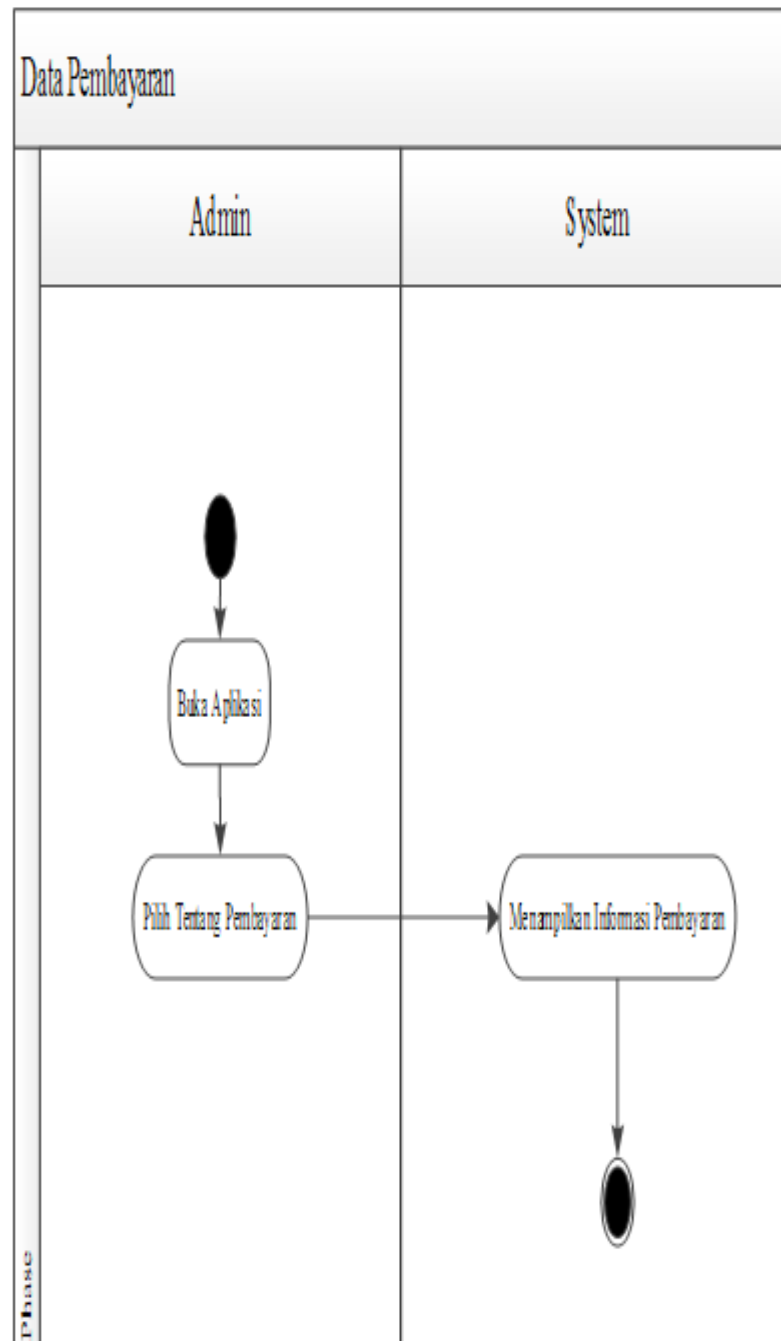 Data Pembayaran
Admin
System
Buka Aplikasi
Pilih Tentang Pembayaran
Menampilkan Informasi Pembayaran
Phase